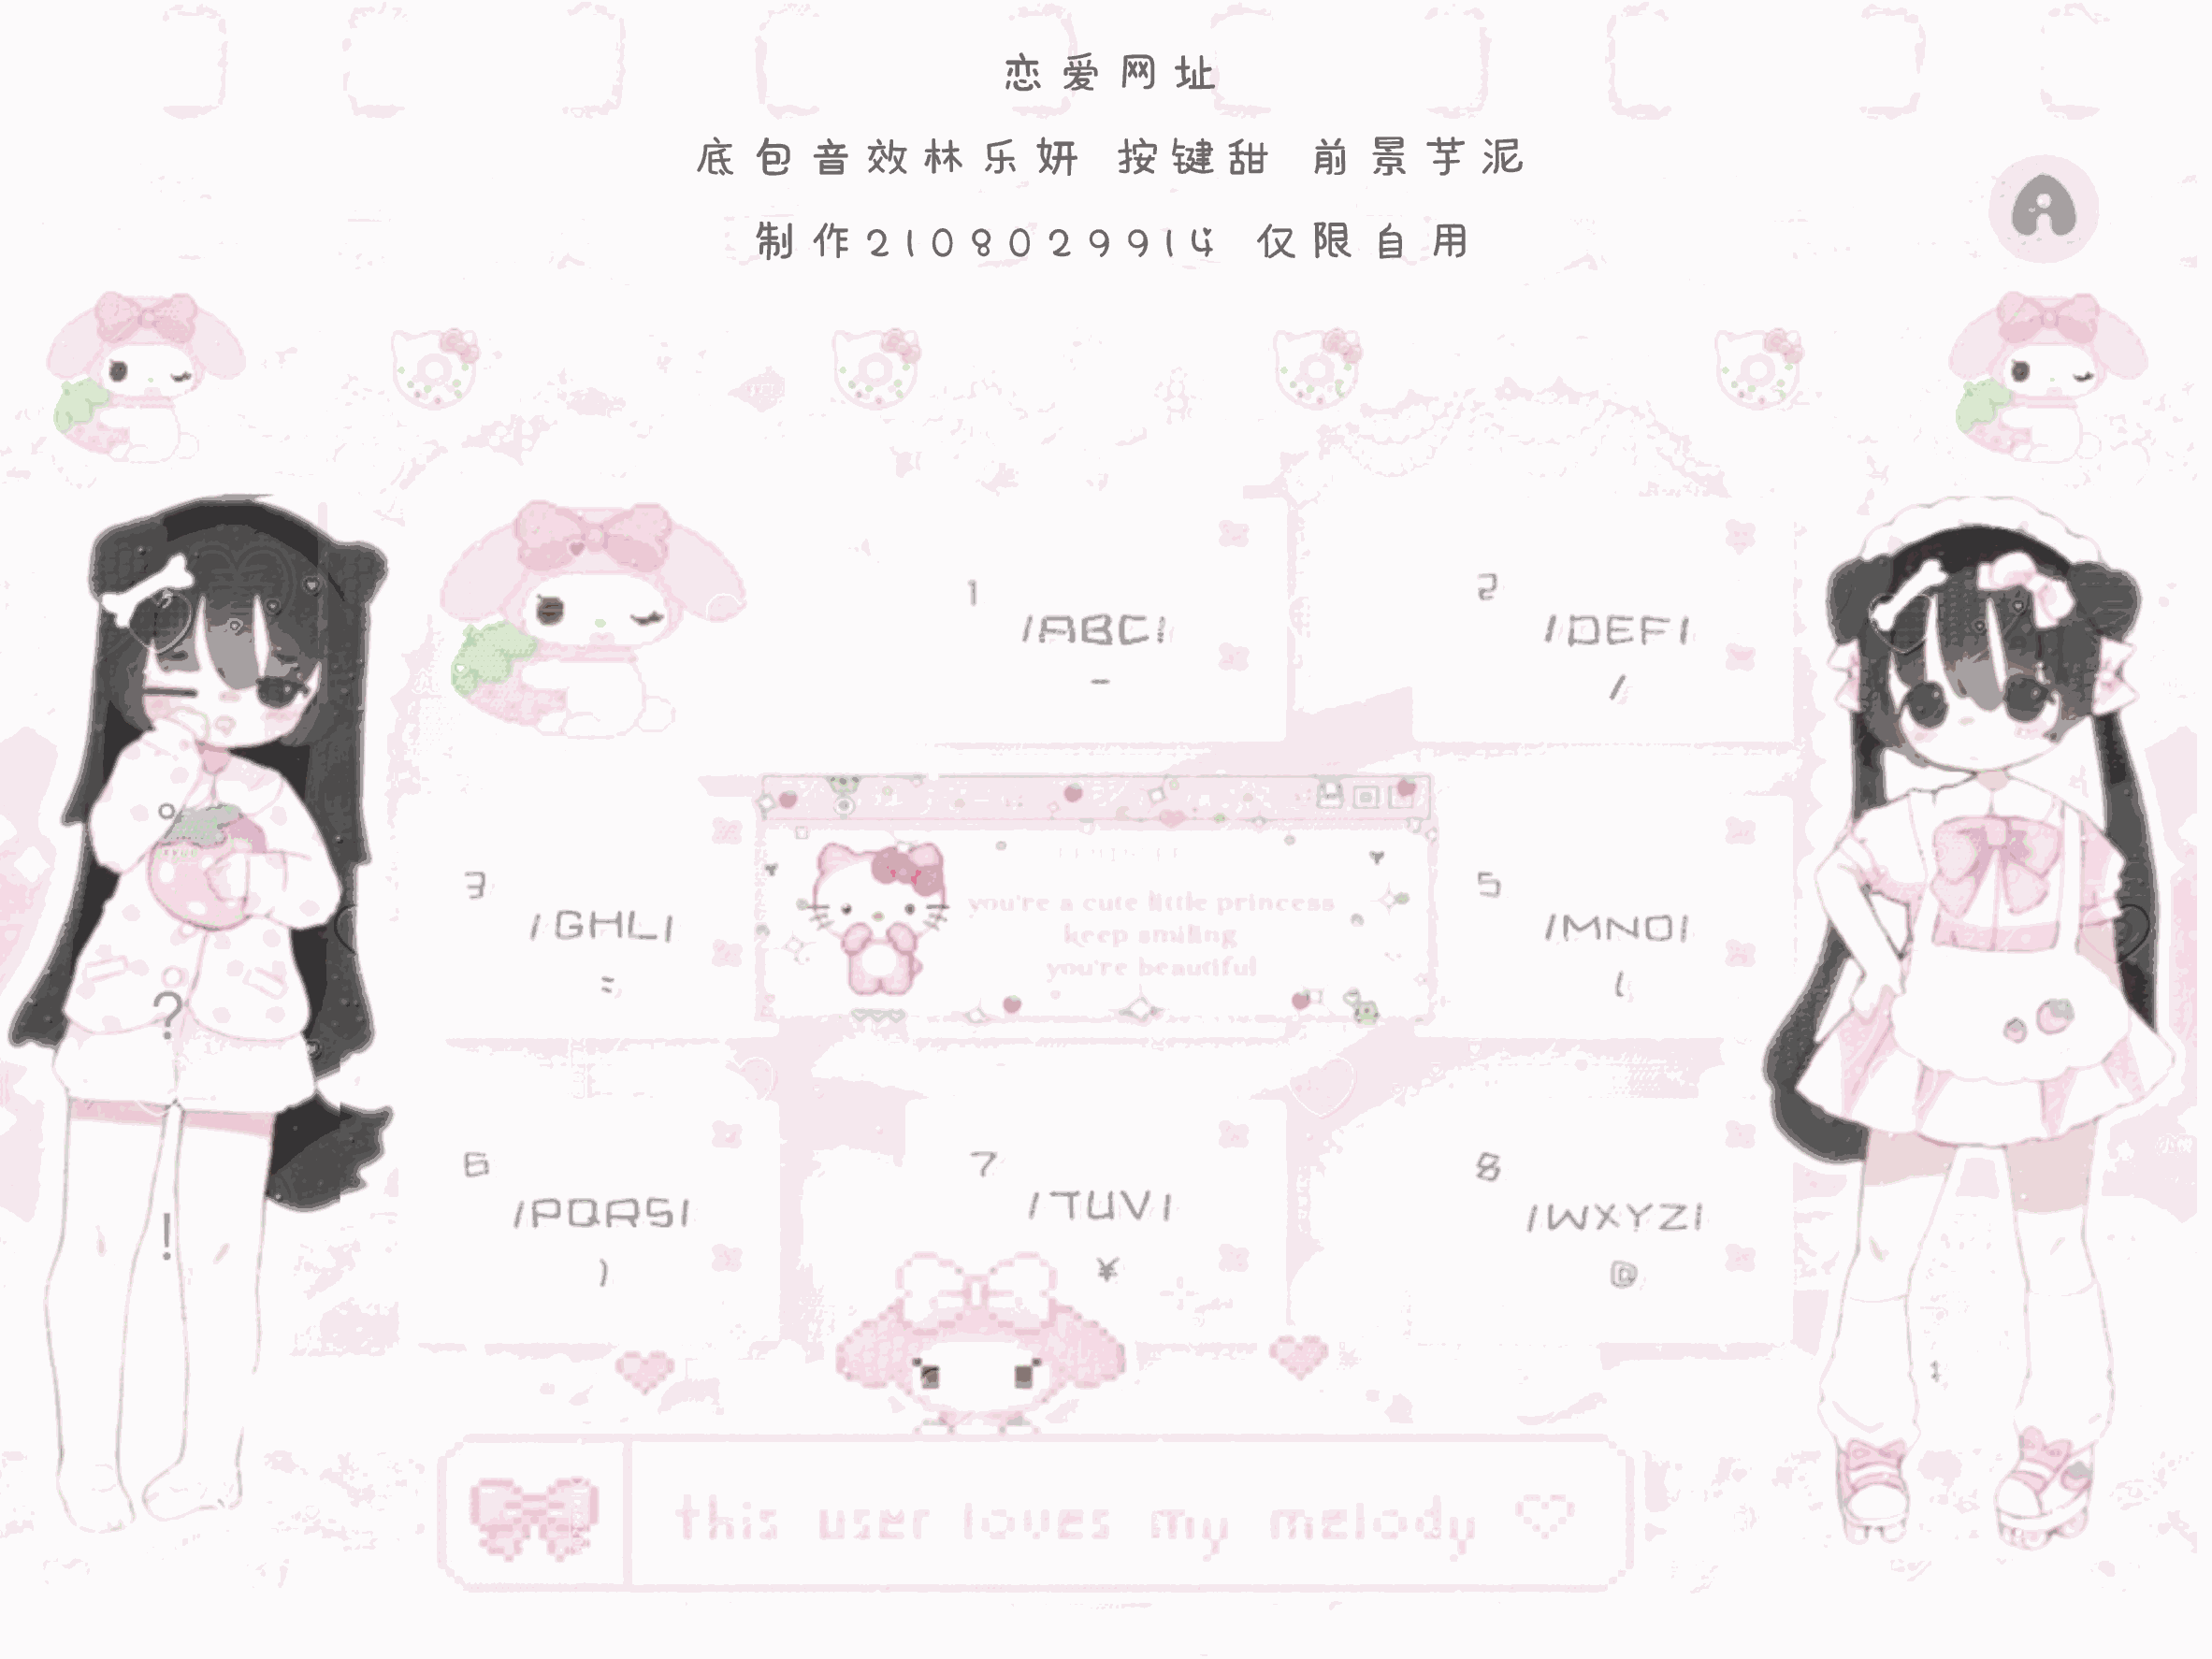 恋爱网址
底包音效林乐妍 按键甜 前景芋泥
制作2108029914 仅限自用
1
/ABC!
-
2
/DEF/
/
3
/GHL/
=
you're a cute little princess
keep smiling
you're beautiful
5
/MNO/
(
?
!
6
/PQRS/
)
7
/TUV/
¥
8
/WXYZ/
@
this user loves my melody